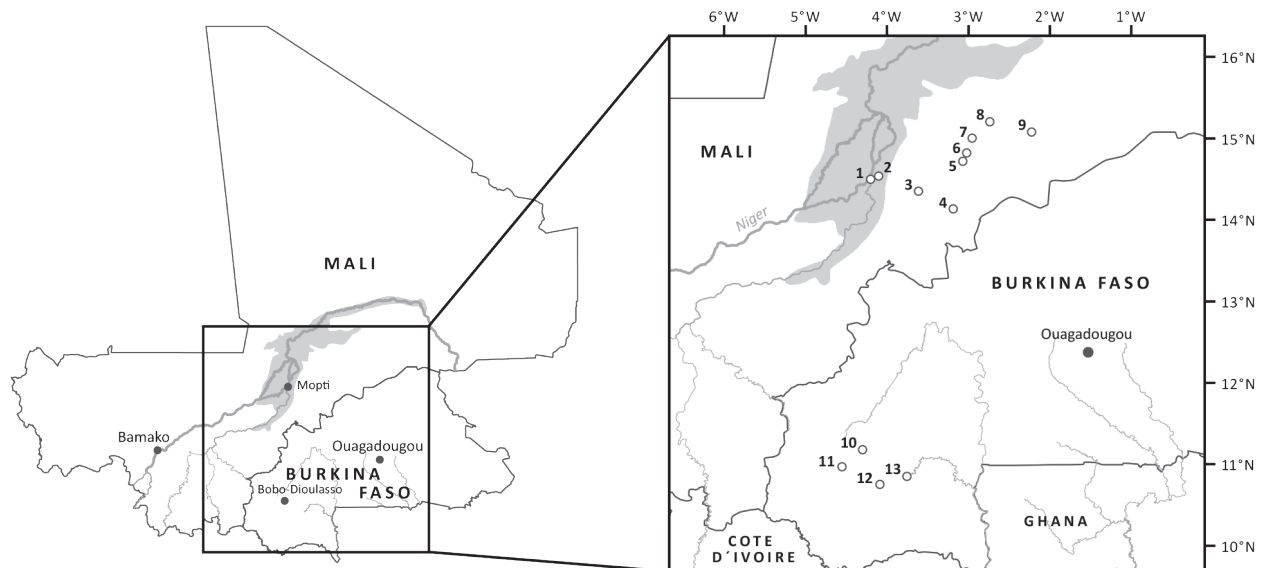 6°W 5°W 4°W 3°W 2°W 1°W
16°N
8
9
7
15°N
MALI
6
5
1
2
3
4
Niger
14°N
MALI
BURKINA FASO
13°N
Ouagadougou
Mopti
12°N
Bamako
Ouagadougou
10
BURKINA
11
11°N
12
13
Bobo-Dioulasso
FASO
GHANA
COTE
D´IVOIRE
10°N